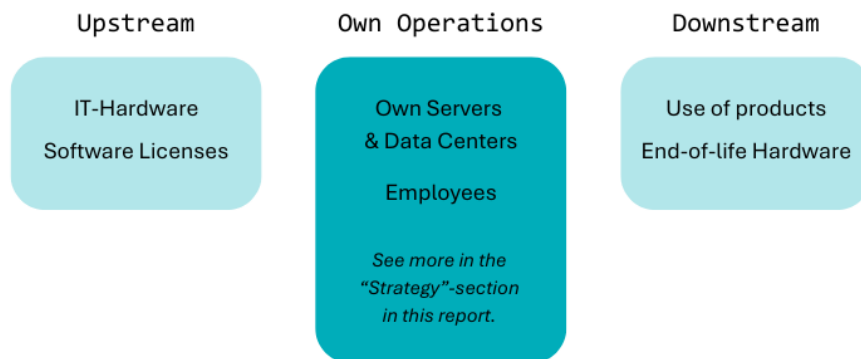 Upstream
IT-Hardware
Software Licenses
Own Operations
Own Servers
& Data Centers
Employees
See more in the
“Strategy”-section
in this report.
Downstream
Use of products
End-of-life Hardware